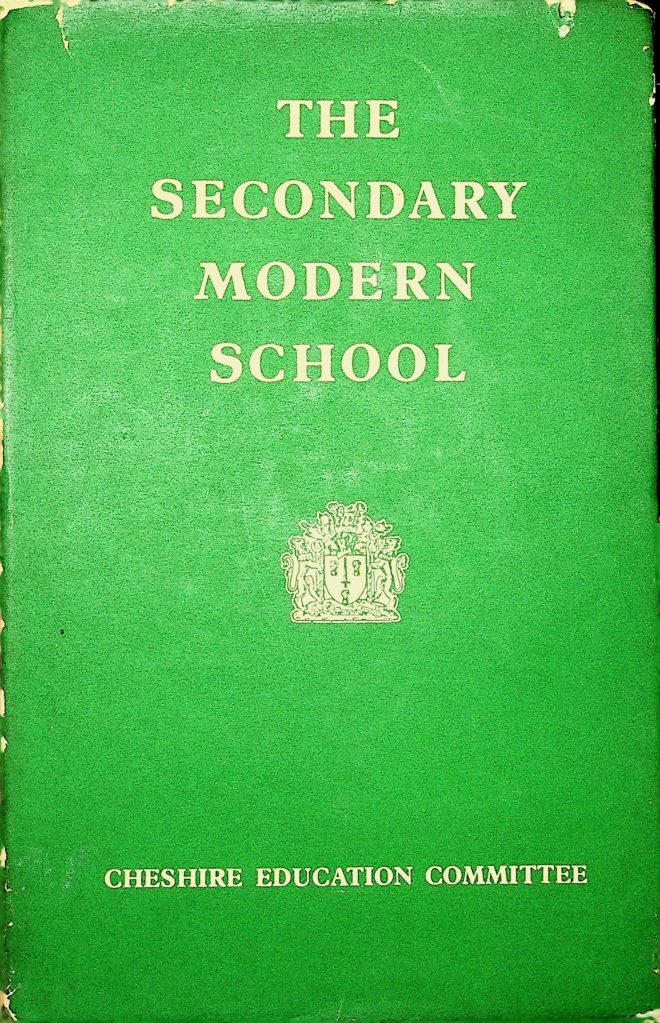 THE
SECONDARY
MODERN
SCHOOL
CHESHIRE EDUCATION COMMITTEE